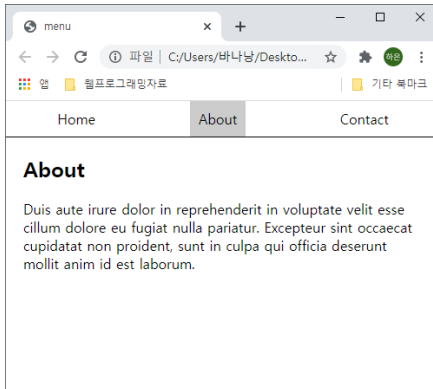 menu
파일 | C:/Users/바나낭/Deskto...
하은
앱 웹프로그래밍자료 기타 북마크
Home About Contact
About
Duis aute irure dolor in reprehenderit in voluptate velit esse
cillum dolore eu fugiat nulla pariatur. Excepteur sint occaecat
cupidatat non proident, sunt in culpa qui officia deserunt
mollit anim id est laborum.